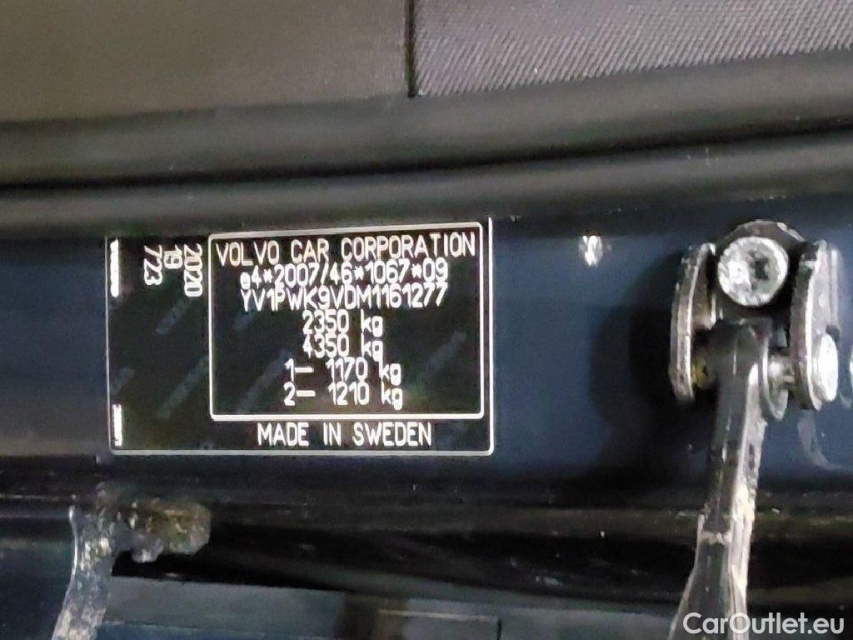 2020
19
723
VOLVO CAR CORPORATION
e4*2007/46*1067*09
YV1PWK9VDM1161277
2350 kg
4350 kg
1- 1170 kg
2- 1210 kg
MADE IN SWEDEN
CarOutlet.eu